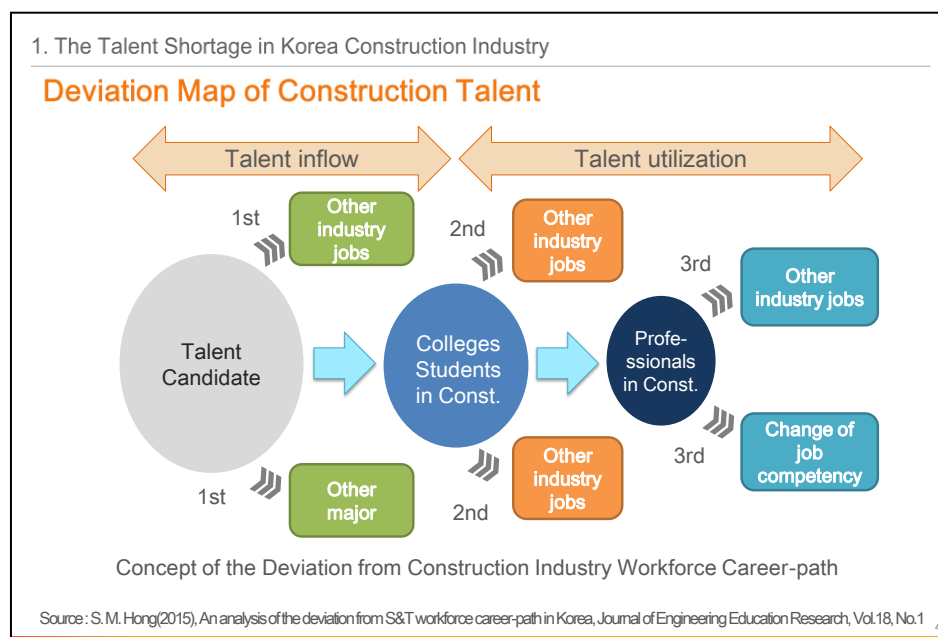 1. The Talent Shortage in Korea Construction Industry
Deviation Map of Construction Talent
Talent inflow
Talent utilization
1st
Other
industry
jobs
2nd
Other
industry
jobs
3rd
Other
industry jobs
Talent
Candidate
Colleges
Students
in Const.
Profe-
ssionals
in Const.
1st
Other
major
2nd
Other
industry
jobs
3rd
Change of
job
competency
Concept of the Deviation from Construction Industry Workforce Career-path
Source : S. M. Hong(2015), An analysis of the deviation from S&T workforce career-path in Korea, Journal of Engineering Education Research, Vol.18, No.1
4